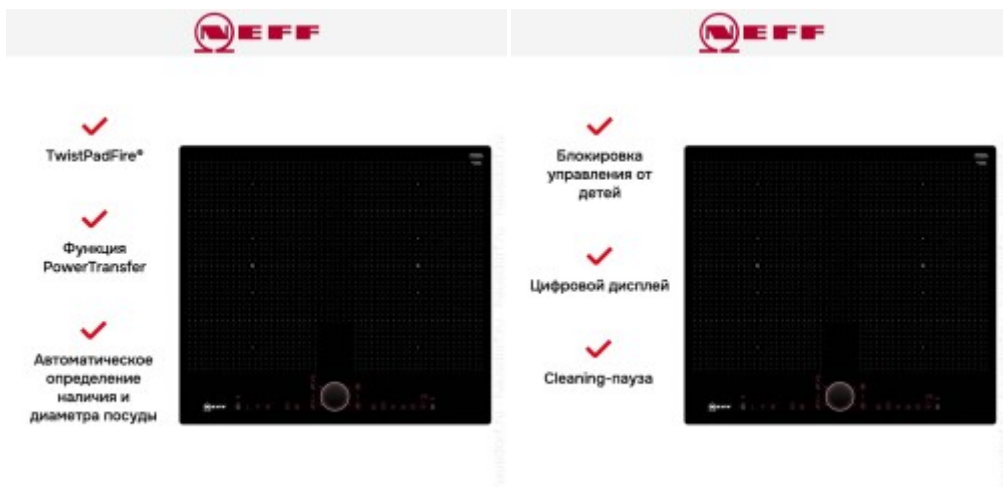 NEFF
TwistPadFire®
Функция
PowerTransfer
Автоматическое
определение
наличия и
диаметра посуды
NEFF
Блокировка
управления от
детей
Цифровой дисплей
Cleaning-пауза